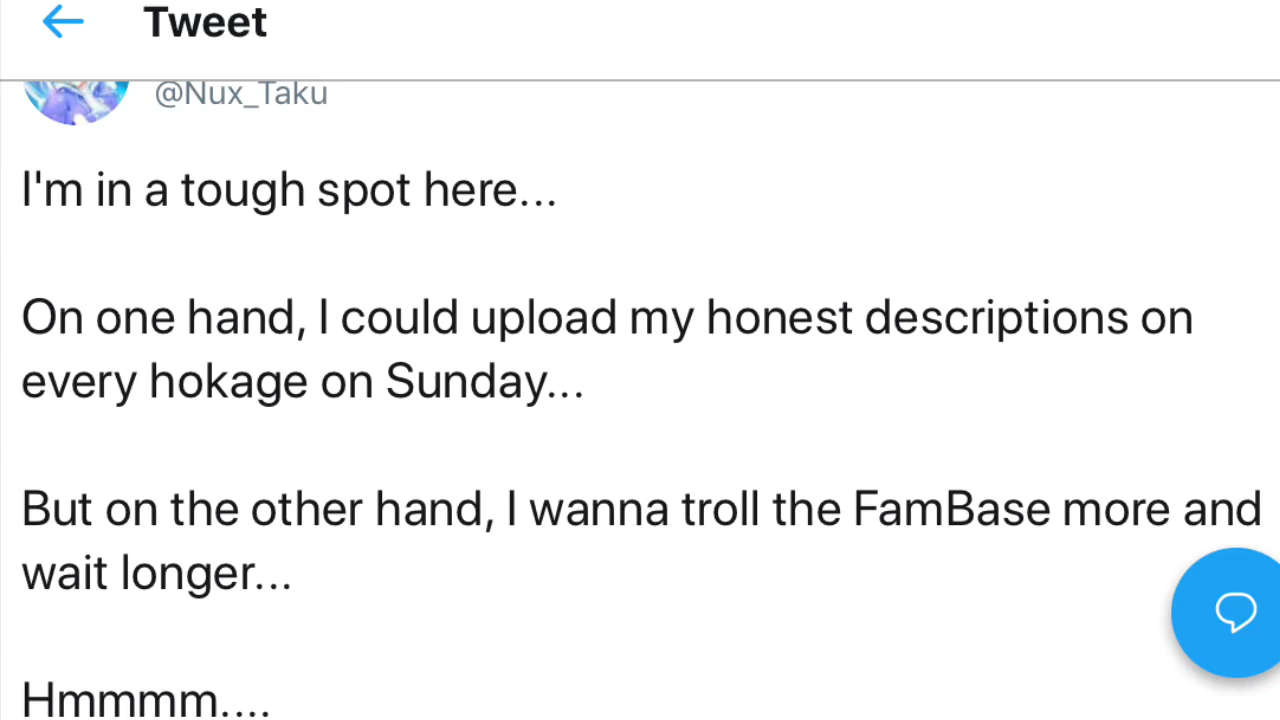 Tweet
@Nux_Taku
I'm in a tough spot here...
On one hand, I could upload my honest descriptions on
every hokage on Sunday...
But on the other hand, I wanna troll the FamBase more and
wait longer...
Hmmmm....